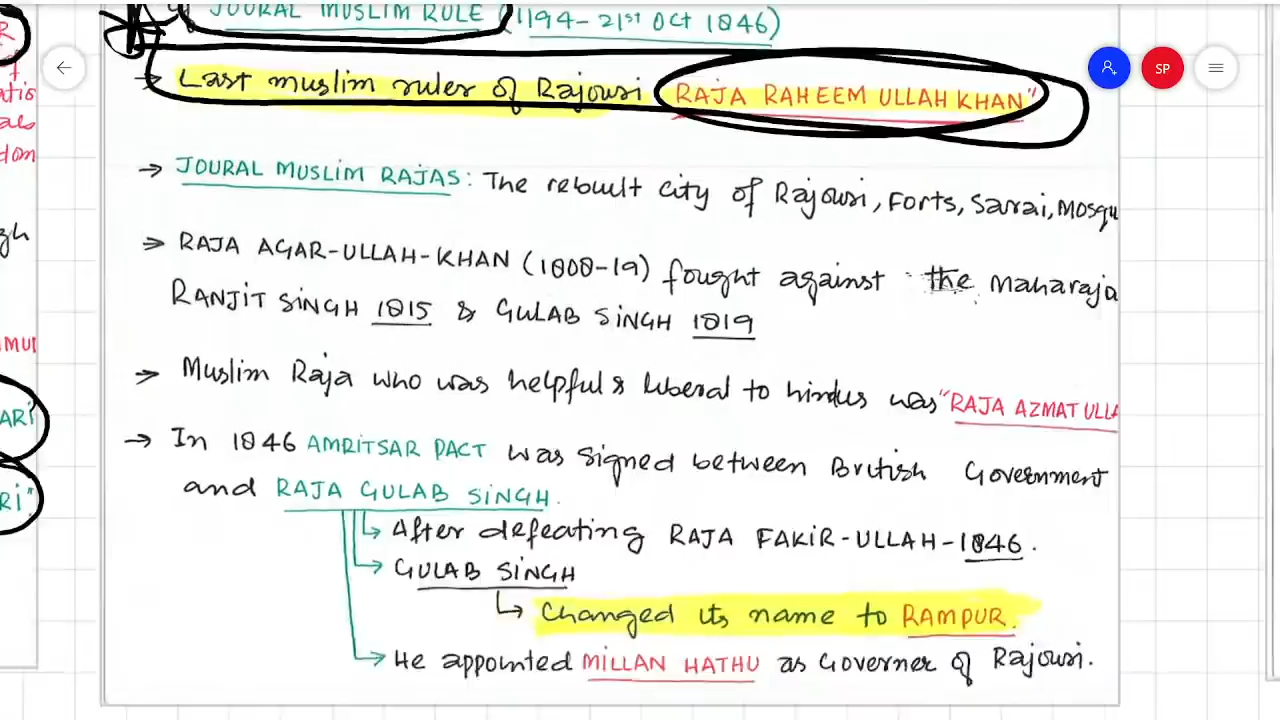 JOURAL MUSLIM RULE (1194-21st Oct 1846)
→ Last muslim ruler of Rajouri "RAJA RAHEEM ULLAH KHAN"
SP
→ JOURAL MUSLIM RAJAS: The rebuilt city of Rajouri, Forts, Sarai, Mosqu
→ RAJA AGAR-ULLAH-KHAN (1808-19) fought against the Maharaja
RANJIT SINGH 1815 & GULAB SINGH 1819
→ Muslim Raja who was helpful & liberal to hindus was "RAJA AZMAT ULLA
→ In 1846 AMRITSAR PACT was signed between British Government
and RAJA GULAB SINGH.
→ After defeating RAJA FAKIR-ULLAH-1846.
→ GULAB SINGH
→ Changed its name to RAMPUR.
→ He appointed MILLAN HATHU as Governer of Rajouri.